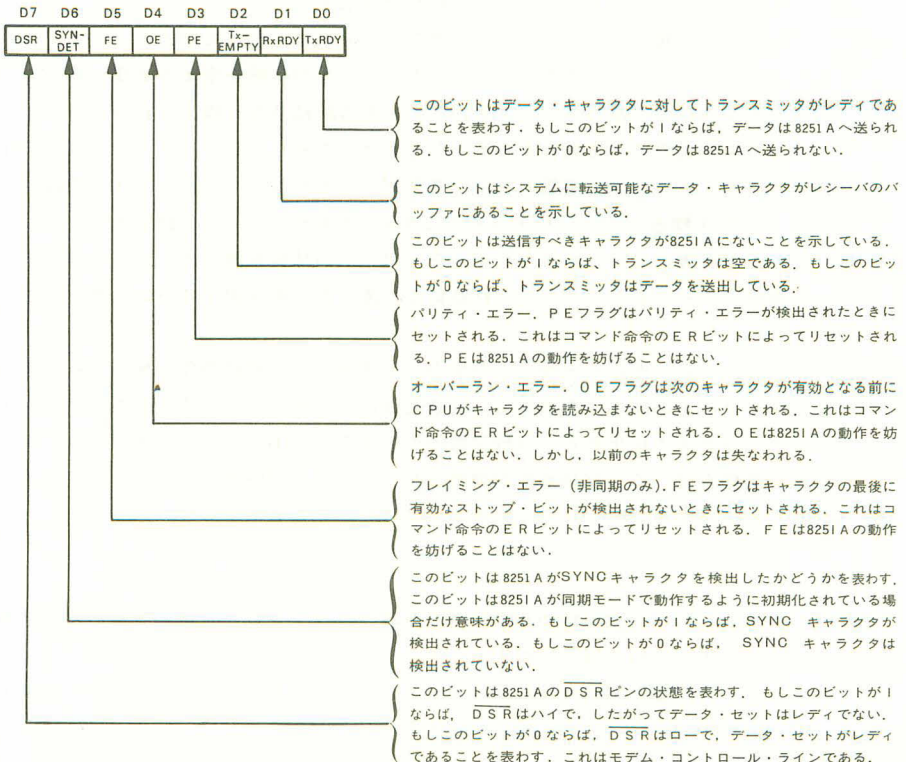 D7 D6 D5 D4 D3 D2 D1 D0
DSR SYN-DET FE OE PE Tx-EMPTY RxRDY TxRDY
このビットはデータ・キャラクタに対してトランスミッタがレディであ
ることを表わす．もしこのビットが1ならば，データは8251Aへ送られ
る．もしこのビットが0ならば，データは8251Aへ送られない．
このビットはシステムに転送可能なデータ・キャラクタがレシーバのバ
ッファにあることを示している．
このビットは送信すべきキャラクタが8251Aにないことを示している．
もしこのビットが1ならば、トランスミッタは空である．もしこのビッ
トが0ならば、トランスミッタはデータを送出している．
パリティ・エラー．PEフラグはパリティ・エラーが検出されたときに
セットされる．これはコマンド命令のERビットによってリセットされ
る．PEは8251Aの動作を妨げることはない．
オーバーラン・エラー．OEフラグは次のキャラクタが有効となる前に
CPUがキャラクタを読み込まないときにセットされる．これはコマン
ド命令のERビットによってリセットされる．OEは8251Aの動作を妨
げることはない．しかし，以前のキャラクタは失なわれる．
フレイミング・エラー（非同期のみ）．FEフラグはキャラクタの最後に
有効なストップ・ビットが検出されないときにセットされる．これはコ
マンド命令のERビットによってリセットされる．FEは8251Aの動作
を妨げることはない．
このビットは8251AがSYNCキャラクタを検出したかどうかを表わす．
このビットは8251Aが同期モードで動作するように初期化されている場
合だけ意味がある．もしこのビットが1ならば，SYNC キャラクタが
検出されている．もしこのビットが0ならば， SYNC キャラクタは
検出されていない．
このビットは8251AのD̅S̅R̅ピンの状態を表わす． もしこのビットが1
ならば， D̅S̅R̅はハイで，したがってデータ・セットはレディでない．
もしこのビットが0ならば，D̅S̅R̅はローで，データ・セットがレディ
であることを表わす．これはモデム・コントロール・ラインである．